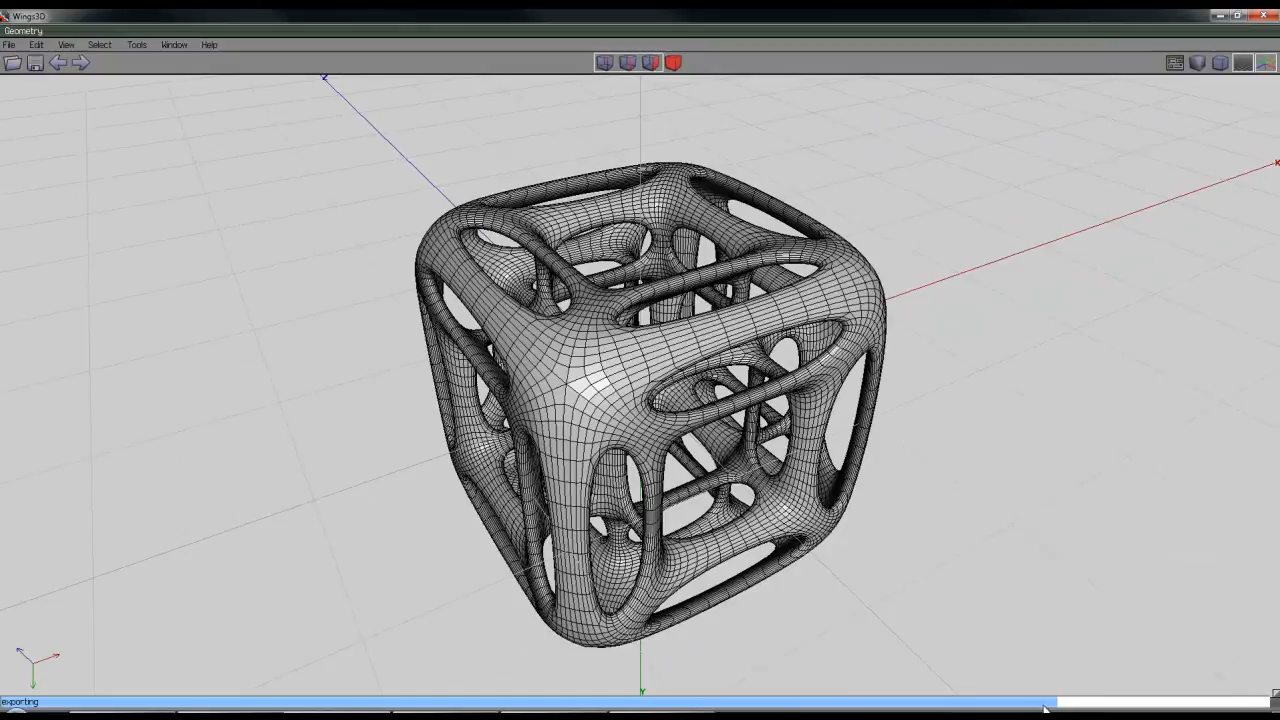 Wings3D
Geometry
File Edit View Select Tools Window Help
Z
X
Y
exporting